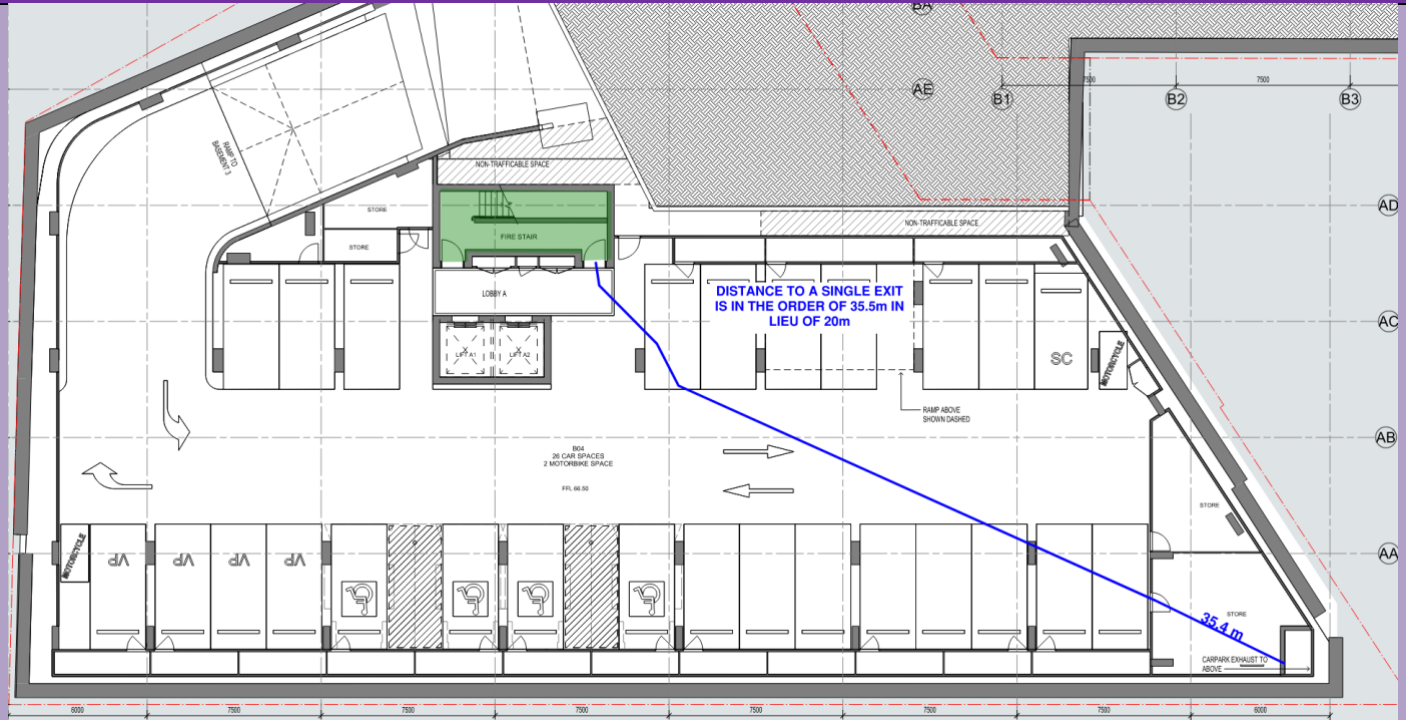 BA
7500
7500
AE
B1
B2
B3
RAMP TO
BASEMENT 3
NON-TRAFFICABLE SPACE
STORE
AD
NON-TRAFFICABLE SPACE
FIRE STAIR
STORE
LOBBY A
DISTANCE TO A SINGLE EXIT
IS IN THE ORDER OF 35.5m IN
LIEU OF 20m
AC
LIFT A1
LIFT A2
SC
MOTORCYCLE
RAMP ABOVE
SHOWN DASHED
AB
B04
26 CAR SPACES
2 MOTORBIKE SPACE
FFL 66.50
STORE
MOTORCYCLE
VP
VP
VP
VP
AA
STORE
35.4 m
CARPARK EXHAUST TO
ABOVE
6000
7500
7500
7500
7500
7500
7500
6000